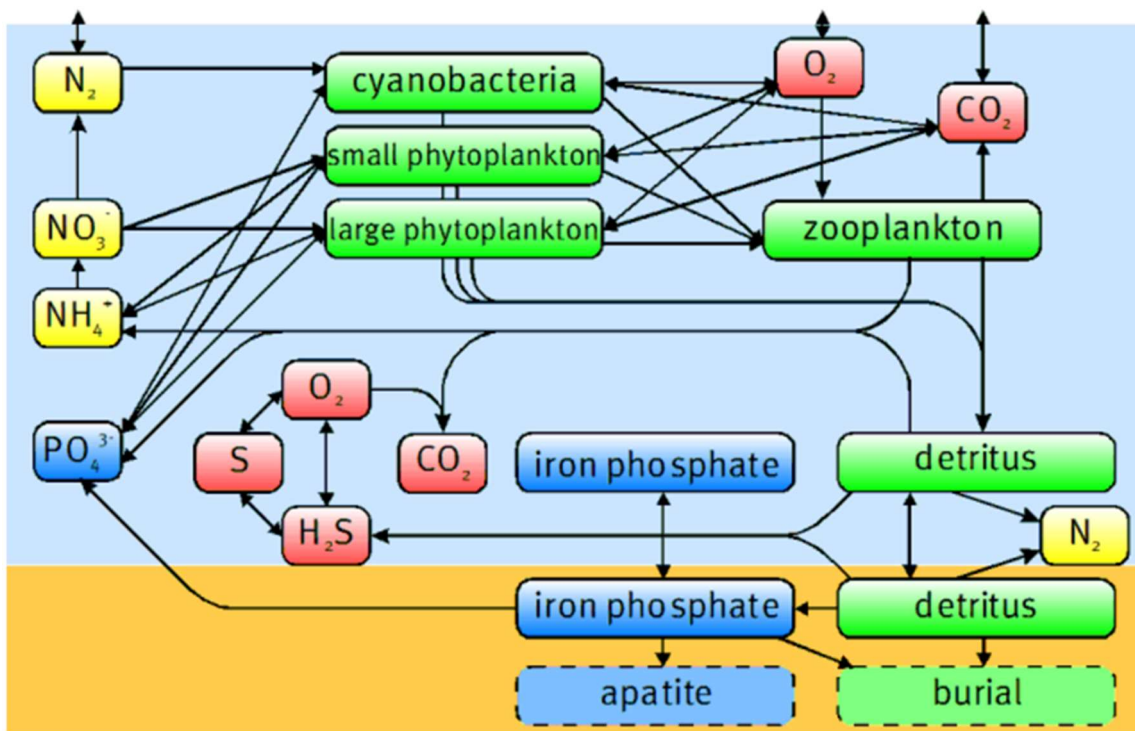 N₂
cyanobacteria
O₂
CO₂
small phytoplankton
NO₃⁻
large phytoplankton
zooplankton
NH₄⁺
O₂
PO₄³⁻
S
CO₂
iron phosphate
detritus
H₂S
N₂
iron phosphate
detritus
apatite
burial